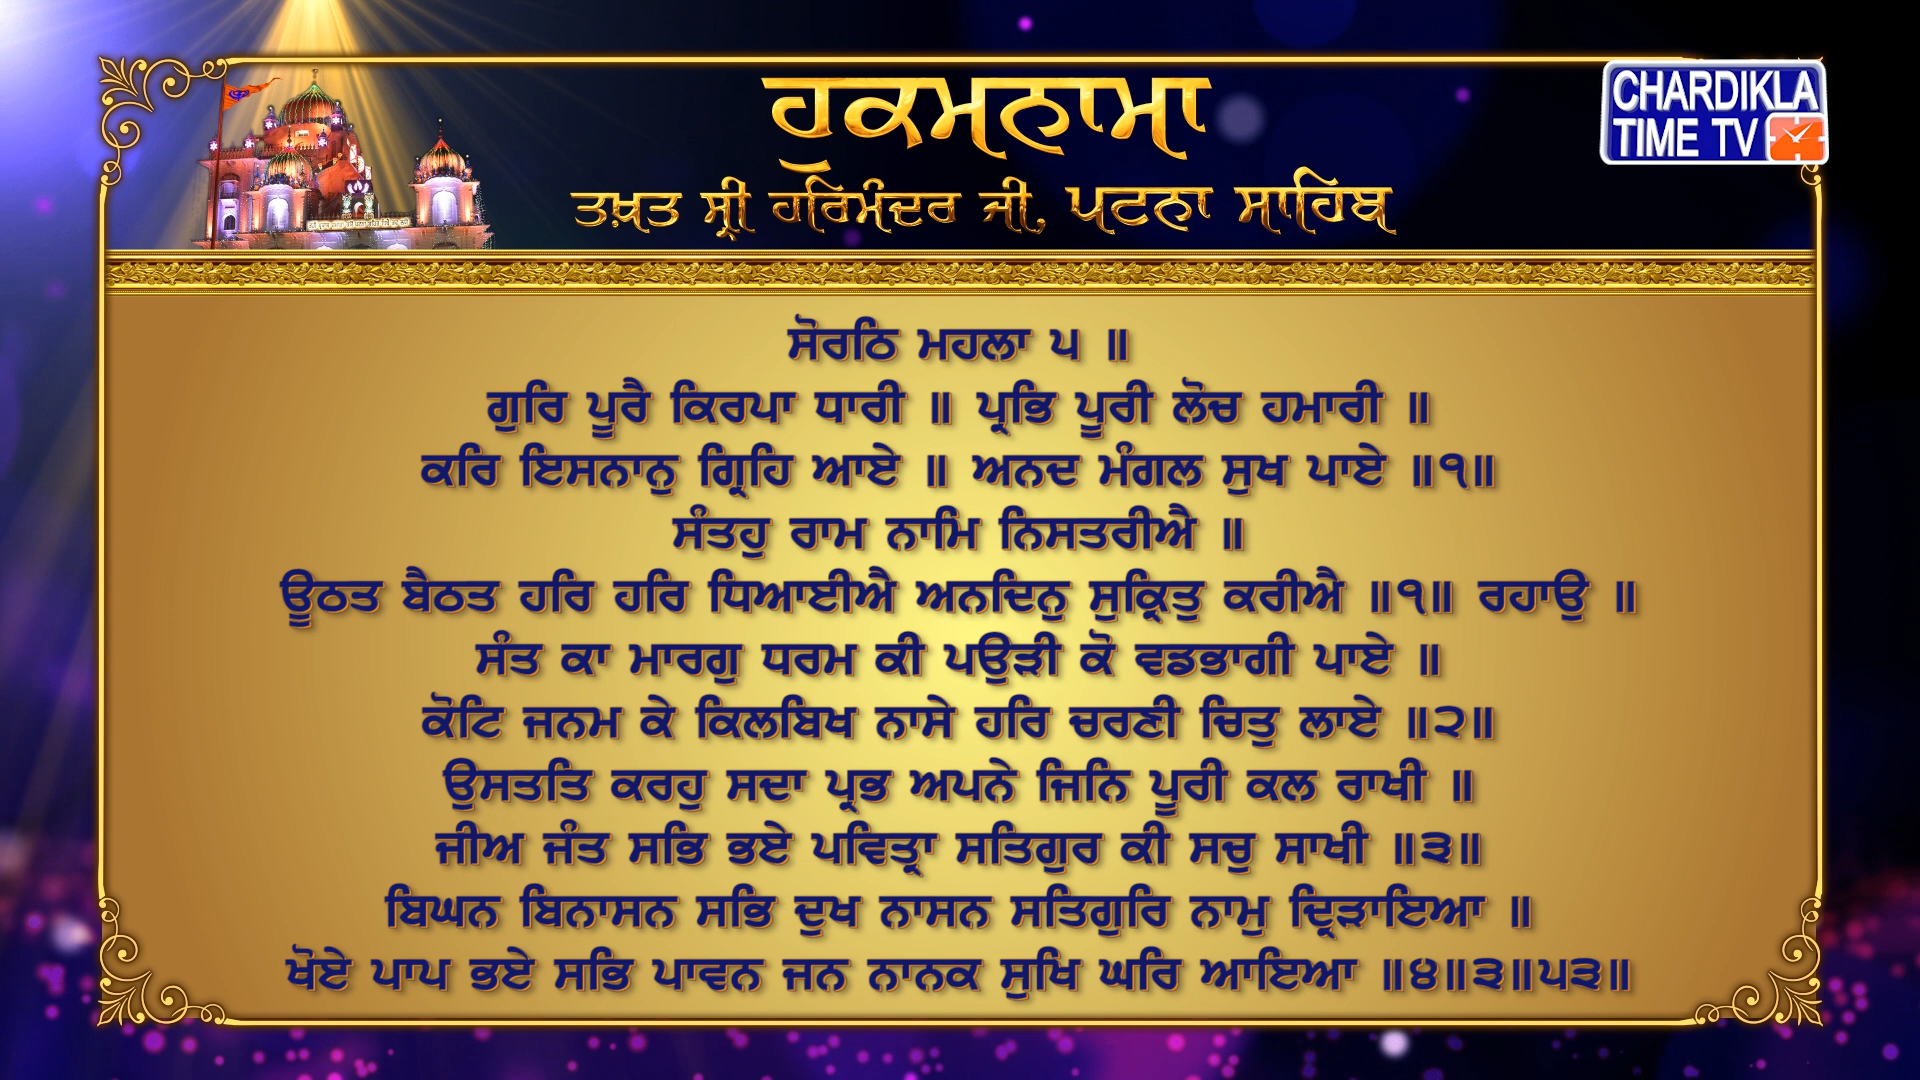 ਹੁਕਮਨਾਮਾ
CHARDIKLA
TIME TV
ਤਖ਼ਤ ਸ੍ਰੀ ਹਰਿਮੰਦਰ ਜੀ, ਪਟਨਾ ਸਾਹਿਬ
ਸੋਰਠਿ ਮਹਲਾ ੫ ॥
ਗੁਰਿ ਪੂਰੈ ਕਿਰਪਾ ਧਾਰੀ ॥ ਪ੍ਰਭਿ ਪੂਰੀ ਲੋਚ ਹਮਾਰੀ ॥
ਕਰਿ ਇਸਨਾਨੁ ਗ੍ਰਿਹਿ ਆਏ ॥ ਅਨਦ ਮੰਗਲ ਸੁਖ ਪਾਏ ॥੧॥
ਸੰਤਹੁ ਰਾਮ ਨਾਮਿ ਨਿਸਤਰੀਐ ॥
ਊਠਤ ਬੈਠਤ ਹਰਿ ਹਰਿ ਧਿਆਈਐ ਅਨਦਿਨੁ ਸੁਕ੍ਰਿਤੁ ਕਰੀਐ ॥੧॥ ਰਹਾਉ ॥
ਸੰਤ ਕਾ ਮਾਰਗੁ ਧਰਮ ਕੀ ਪਉੜੀ ਕੋ ਵਡਭਾਗੀ ਪਾਏ ॥
ਕੋਟਿ ਜਨਮ ਕੇ ਕਿਲਬਿਖ ਨਾਸੇ ਹਰਿ ਚਰਣੀ ਚਿਤੁ ਲਾਏ ॥੨॥
ਉਸਤਤਿ ਕਰਹੁ ਸਦਾ ਪ੍ਰਭ ਅਪਨੇ ਜਿਨਿ ਪੂਰੀ ਕਲ ਰਾਖੀ ॥
ਜੀਅ ਜੰਤ ਸਭਿ ਭਏ ਪਵਿਤ੍ਰਾ ਸਤਿਗੁਰ ਕੀ ਸਚੁ ਸਾਖੀ ॥੩॥
ਬਿਘਨ ਬਿਨਾਸਨ ਸਭਿ ਦੁਖ ਨਾਸਨ ਸਤਿਗੁਰਿ ਨਾਮੁ ਦ੍ਰਿੜਾਇਆ ॥
ਖੋਏ ਪਾਪ ਭਏ ਸਭਿ ਪਾਵਨ ਜਨ ਨਾਨਕ ਸੁਖਿ ਘਰਿ ਆਇਆ ॥੪॥੩॥੫੩॥